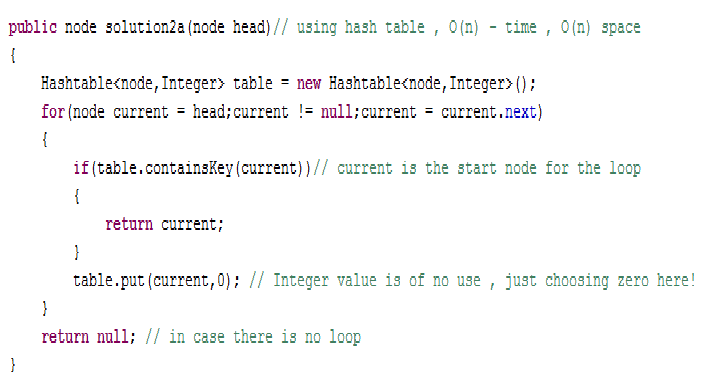 public node solution2a(node head)// using hash table , O(n) - time , O(n) space
{
    Hashtable<node,Integer> table = new Hashtable<node,Integer>();
    for(node current = head;current != null;current = current.next)
    {
        if(table.containsKey(current))// current is the start node for the loop
        {
            return current;
        }
        table.put(current,0); // Integer value is of no use , just choosing zero here!
    }
    return null; // in case there is no loop
}